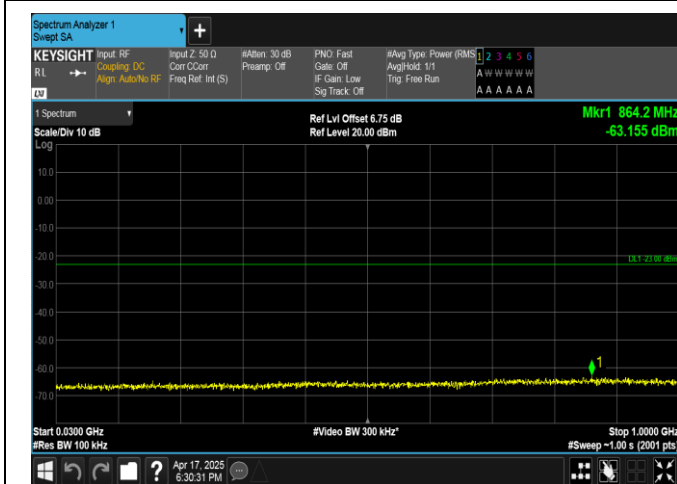 Spectrum Analyzer 1
Swept SA
+
KEYSIGHT Input: RF Input Z: 50 Ω #Atten: 30 dB PNO: Fast #Avg Type: Power (RMS 1 2 3 4 5 6
RL Coupling: DC Corr CCorr Preamp: Off Gate: Off Avg|Hold: 1/1 A W W W W W
Align: Auto/No RF Freq Ref: Int (S) IF Gain: Low Trig: Free Run
LXI Sig Track: Off A A A A A A
1 Spectrum Ref Lvl Offset 6.75 dB Mkr1 864.2 MHz
Scale/Div 10 dB Ref Level 20.00 dBm -63.155 dBm
Log
10.0
0.00
-10.0
-20.0 DL1 -23.00 dBm
-30.0
-40.0
-50.0
-60.0 1
-70.0
Start 0.0300 GHz #Video BW 300 kHz* Stop 1.0000 GHz
#Res BW 100 kHz #Sweep ~1.00 s (2001 pts)
? Apr 17, 2025
6:30:31 PM